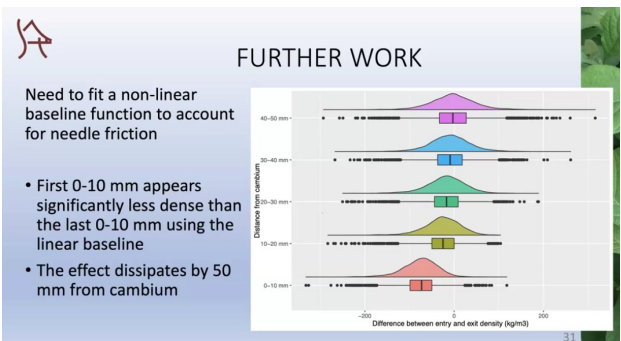 FURTHER WORK
Need to fit a non-linear
baseline function to account
for needle friction
• First 0-10 mm appears
significantly less dense than
the last 0-10 mm using the
linear baseline
• The effect dissipates by 50
mm from cambium
Distance from cambium
40–50 mm
30–40 mm
20–30 mm
10–20 mm
0–10 mm
−200
0
200
Difference between entry and exit density (kg/m3)
31